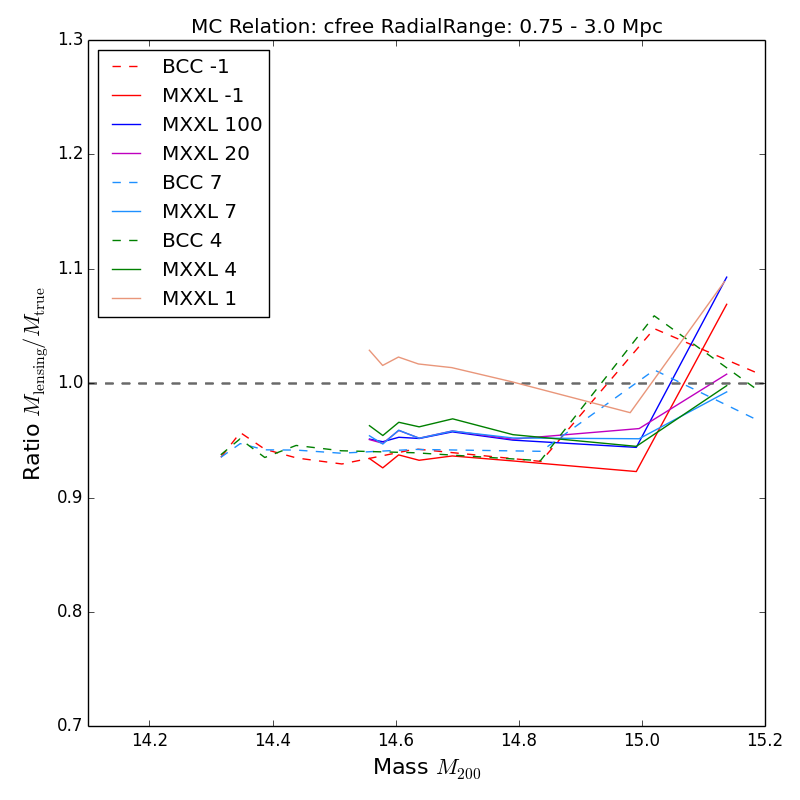 MC Relation: cfree RadialRange: 0.75 - 3.0 Mpc
1.3
1.2
1.1
1.0
0.9
0.8
0.7
Ratio M_lensing/M_true
BCC -1
MXXL -1
MXXL 100
MXXL 20
BCC 7
MXXL 7
BCC 4
MXXL 4
MXXL 1
14.2 14.4 14.6 14.8 15.0 15.2
Mass M_200